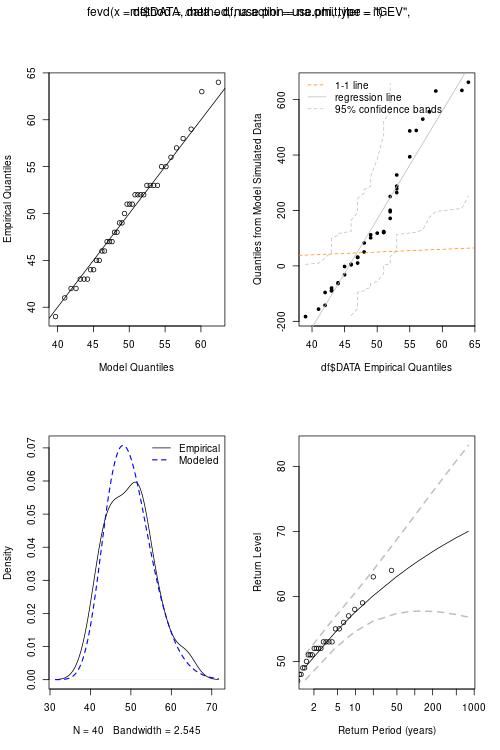 fevd(x = "GEV",
65
60
55
50
45
40
Empirical Quantiles
40 45 50 55 60
Model Quantiles
1-1 line
regression line
95% confidence bands
600
400
200
0
-200
Quantiles from Model Simulated Data
40 45 50 55 60 65
df$DATA Empirical Quantiles
Empirical
Modeled
0.07
0.06
0.05
0.04
0.03
0.02
0.01
0.00
Density
30 40 50 60 70
N = 40 Bandwidth = 2.545
80
70
60
50
Return Level
2 5 10 50 200 1000
Return Period (years)